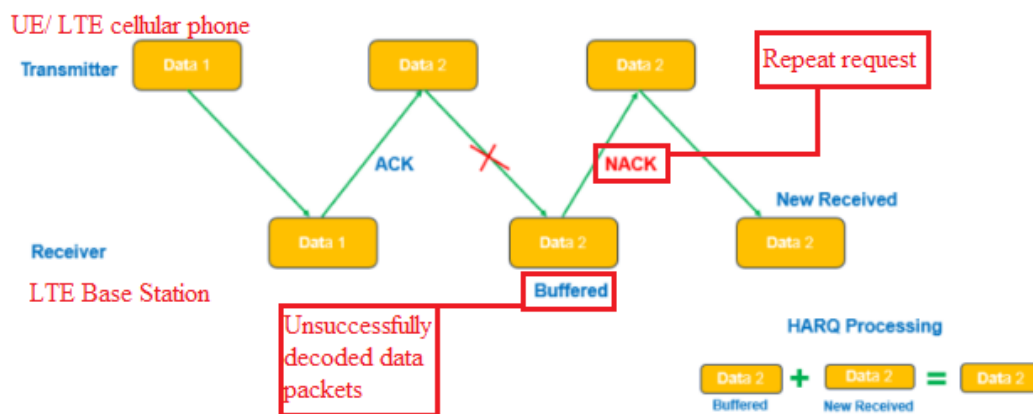 UE/ LTE cellular phone
Transmitter
Data 1
Data 2
Data 2
Repeat request
ACK
NACK
New Received
Receiver
Data 1
Data 2
Data 2
LTE Base Station
Buffered
Unsuccessfully
decoded data
packets
HARQ Processing
Data 2 + Data 2 = Data 2
Buffered
New Received